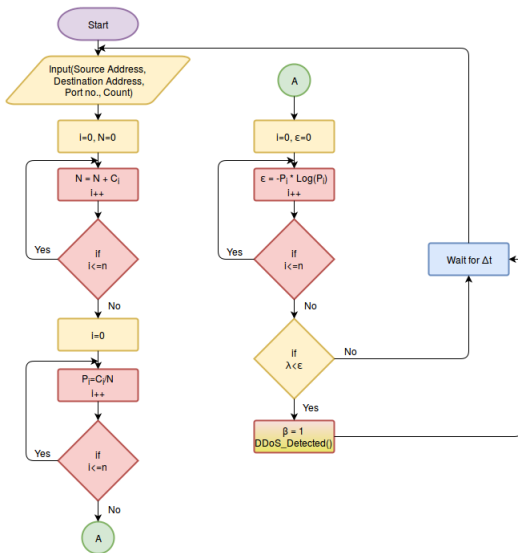 Start
Input(Source Address,
Destination Address,
Port no., Count)
i=0, N=0
N = N + Cᵢ
i++
if
i<=n
Yes
No
i=0
Pᵢ=Cᵢ/N
i++
if
i<=n
Yes
No
A
A
i=0, ε=0
ε = -Pᵢ * Log(Pᵢ)
i++
if
i<=n
Yes
No
if
λ<ε
No
Yes
β = 1
DDoS_Detected()
Wait for Δt